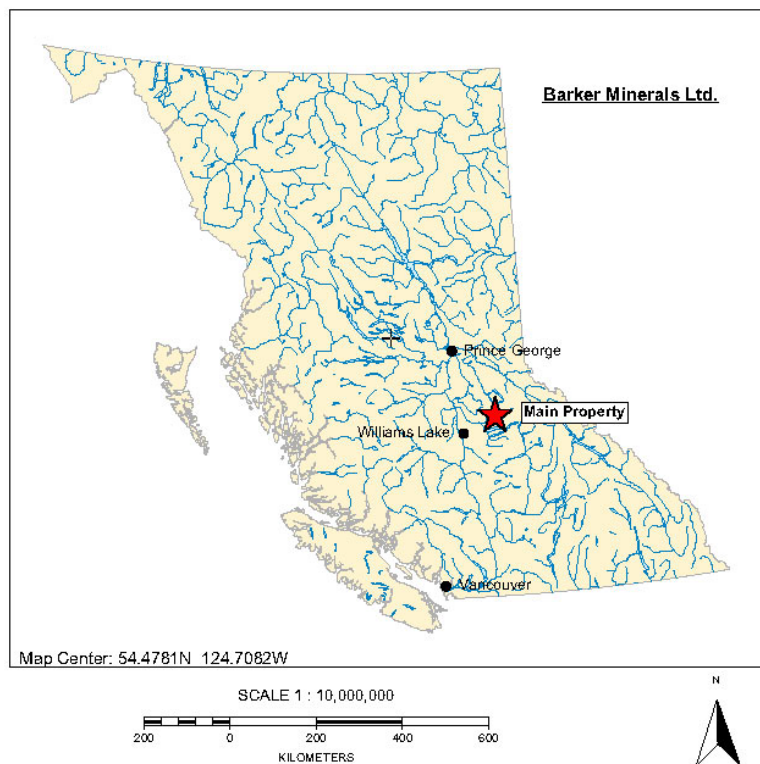 Barker Minerals Ltd.
Prince George
Main Property
Williams Lake
Vancouver
Map Center: 54.4781N 124.7082W
SCALE 1 : 10,000,000
200 0 200 400 600
KILOMETERS
N